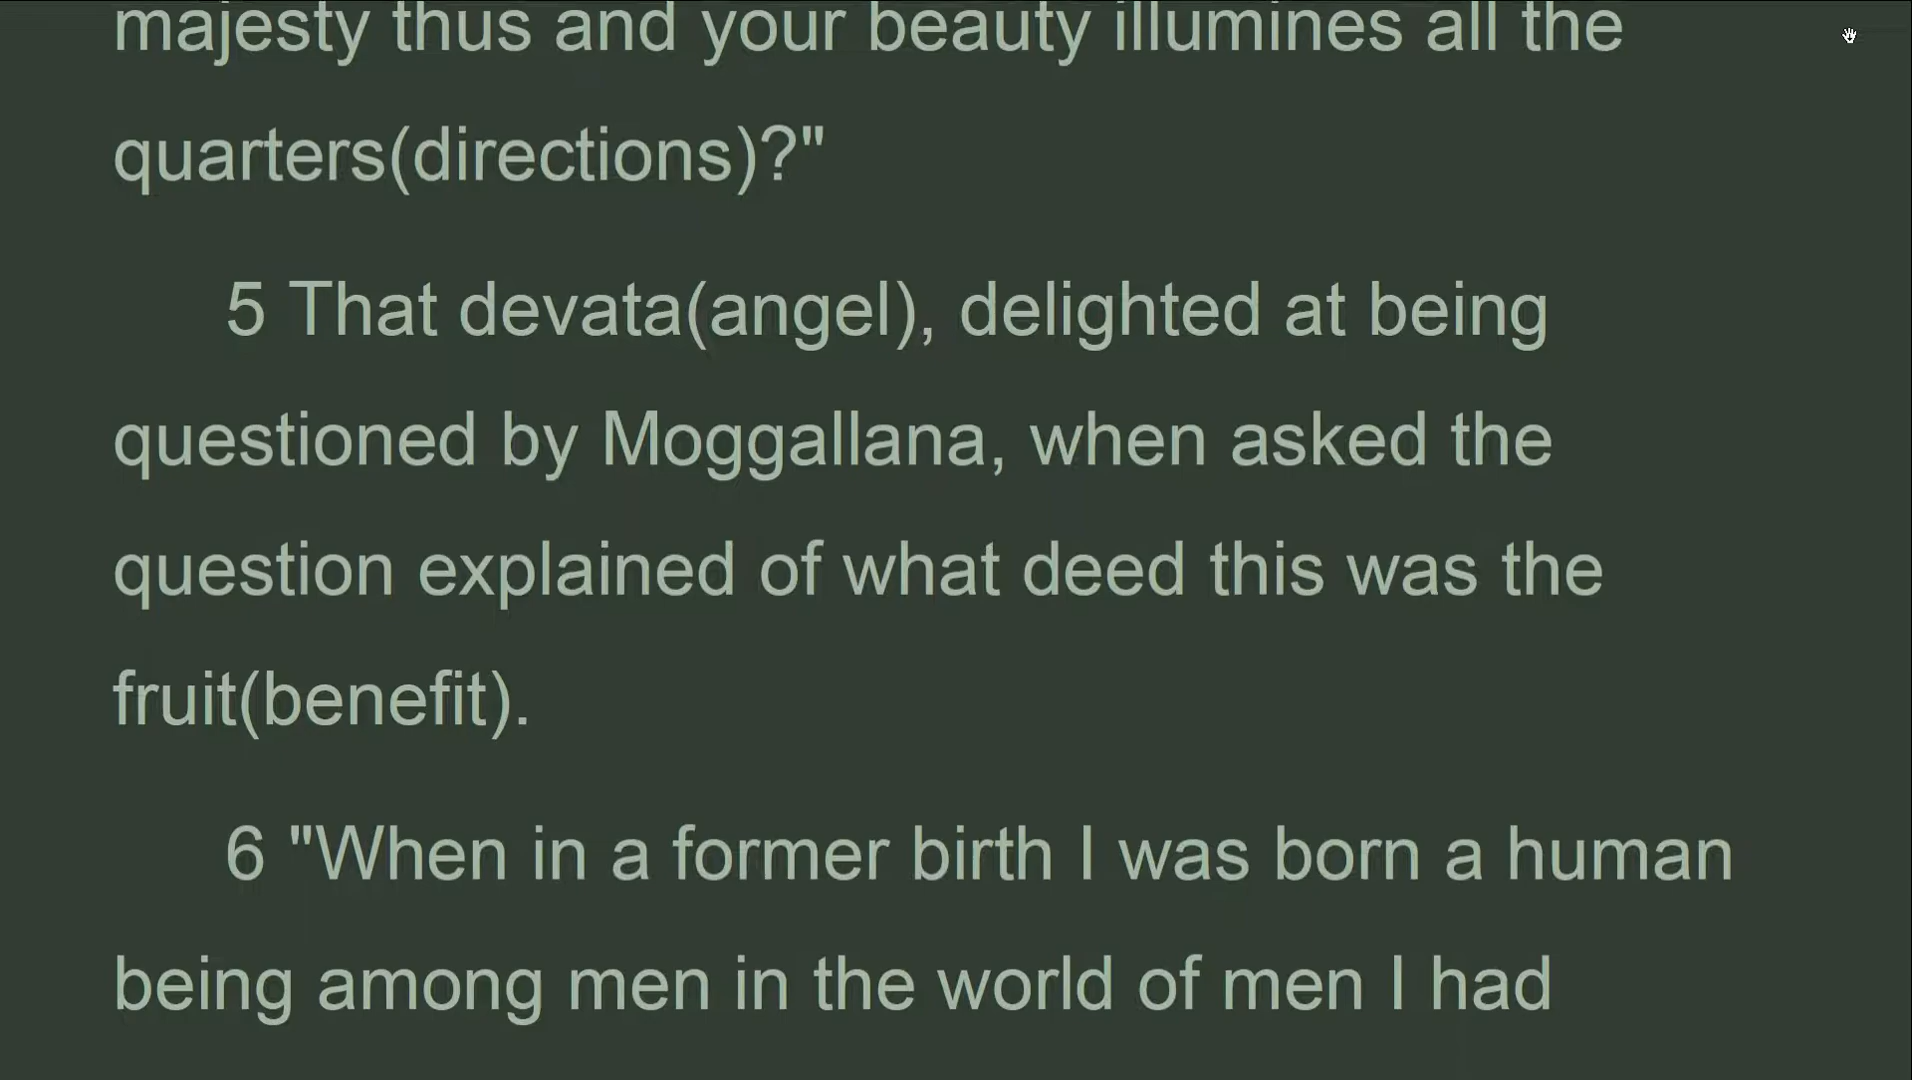 majesty thus and your beauty illumines all the
quarters(directions)?"
5 That devata(angel), delighted at being
questioned by Moggallana, when asked the
question explained of what deed this was the
fruit(benefit).
6 "When in a former birth I was born a human
being among men in the world of men I had